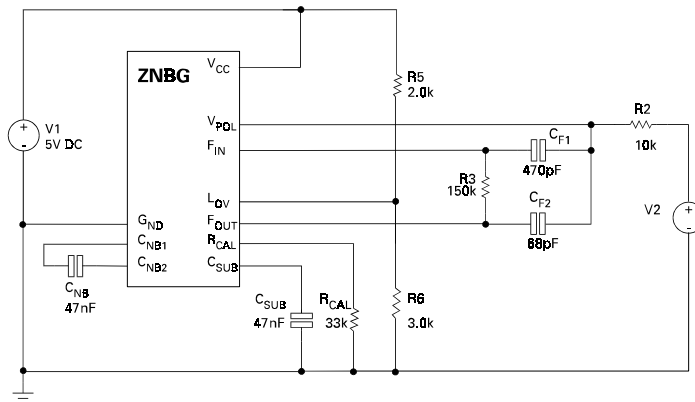 ZNBG
VCC
VPOL
FIN
LOV
FOUT
RCAL
CSUB
GND
CNB1
CNB2
+
-
V1
5V DC
CNB
47nF
CSUB
47nF
RCAL
33k
R5
2.0k
R6
3.0k
R3
150k
CF1
470pF
CF2
68pF
R2
10k
V2
+
-